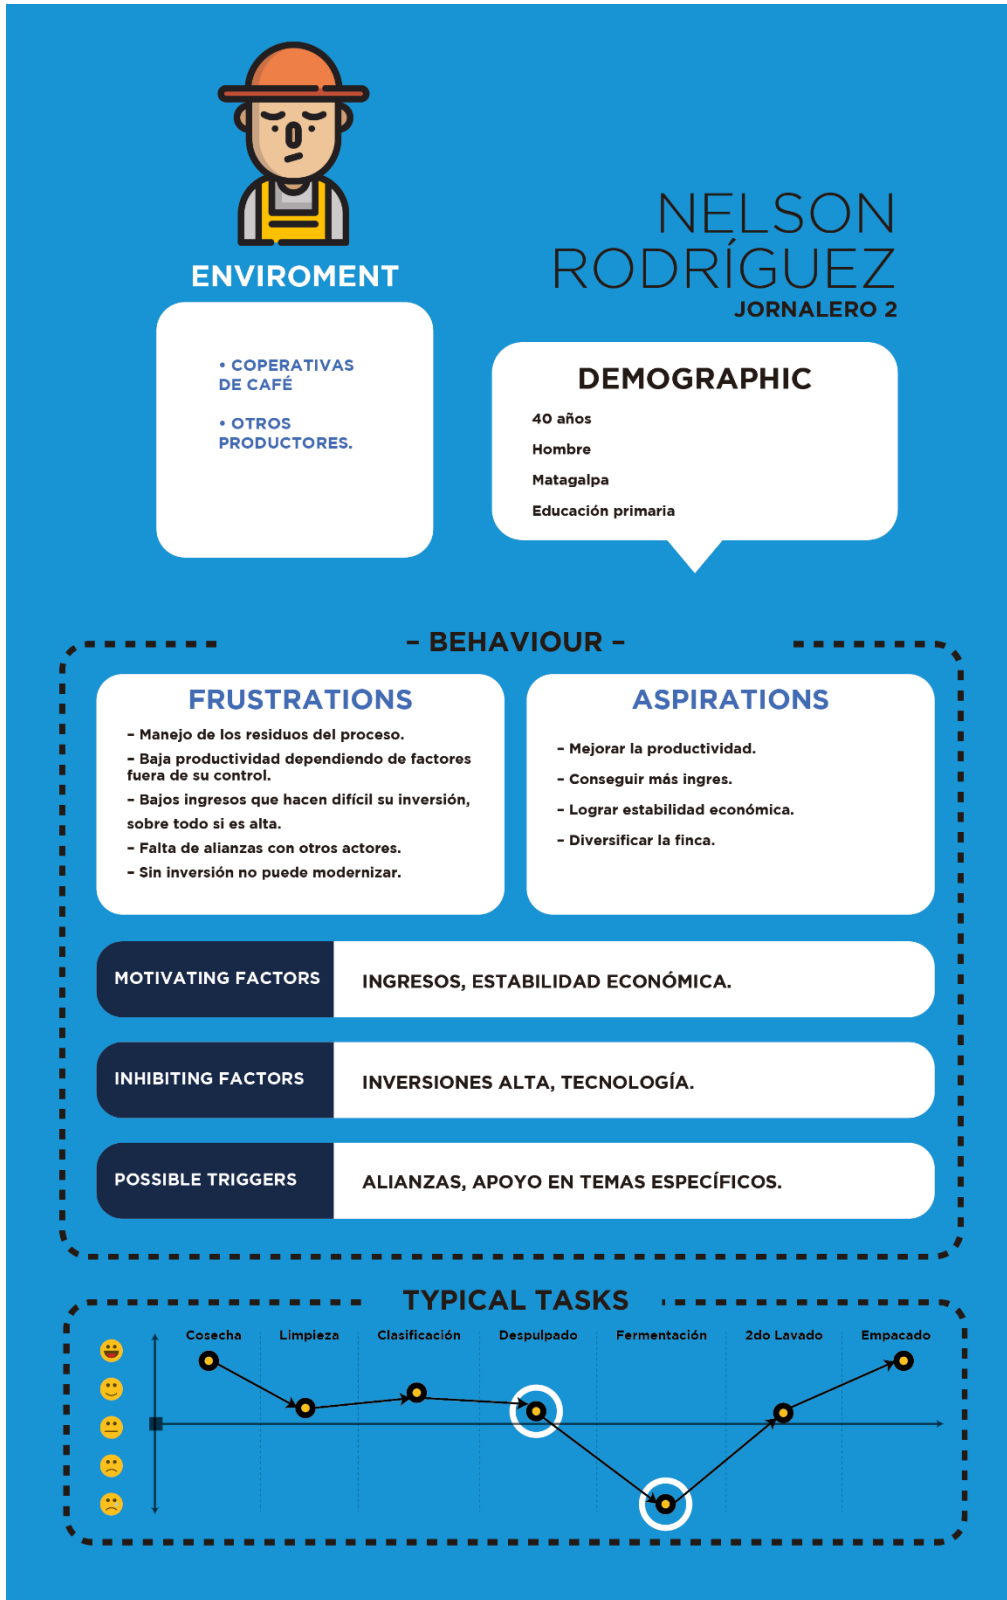 NELSON
RODRÍGUEZ
JORNALERO 2
ENVIROMENT
• COPERATIVAS
DE CAFÉ
• OTROS
PRODUCTORES.
DEMOGRAPHIC
40 años
Hombre
Matagalpa
Educación primaria
– BEHAVIOUR –
FRUSTRATIONS
– Manejo de los residuos del proceso.
– Baja productividad dependiendo de factores
fuera de su control.
– Bajos ingresos que hacen difícil su inversión,
sobre todo si es alta.
– Falta de alianzas con otros actores.
– Sin inversión no puede modernizar.
ASPIRATIONS
– Mejorar la productividad.
– Conseguir más ingres.
– Lograr estabilidad económica.
– Diversificar la finca.
MOTIVATING FACTORS
INGRESOS, ESTABILIDAD ECONÓMICA.
INHIBITING FACTORS
INVERSIONES ALTA, TECNOLOGÍA.
POSSIBLE TRIGGERS
ALIANZAS, APOYO EN TEMAS ESPECÍFICOS.
TYPICAL TASKS
Cosecha
Limpieza
Clasificación
Despulpado
Fermentación
2do Lavado
Empacado